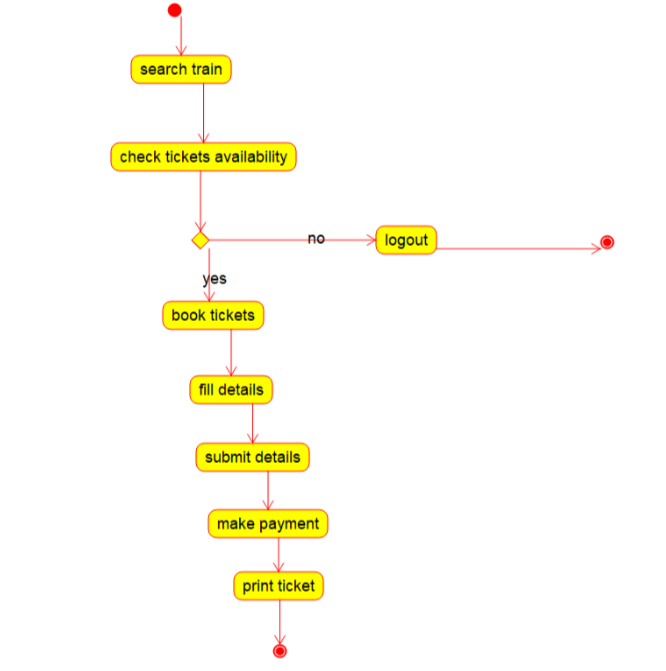 search train
check tickets availability
no
logout
yes
book tickets
fill details
submit details
make payment
print ticket